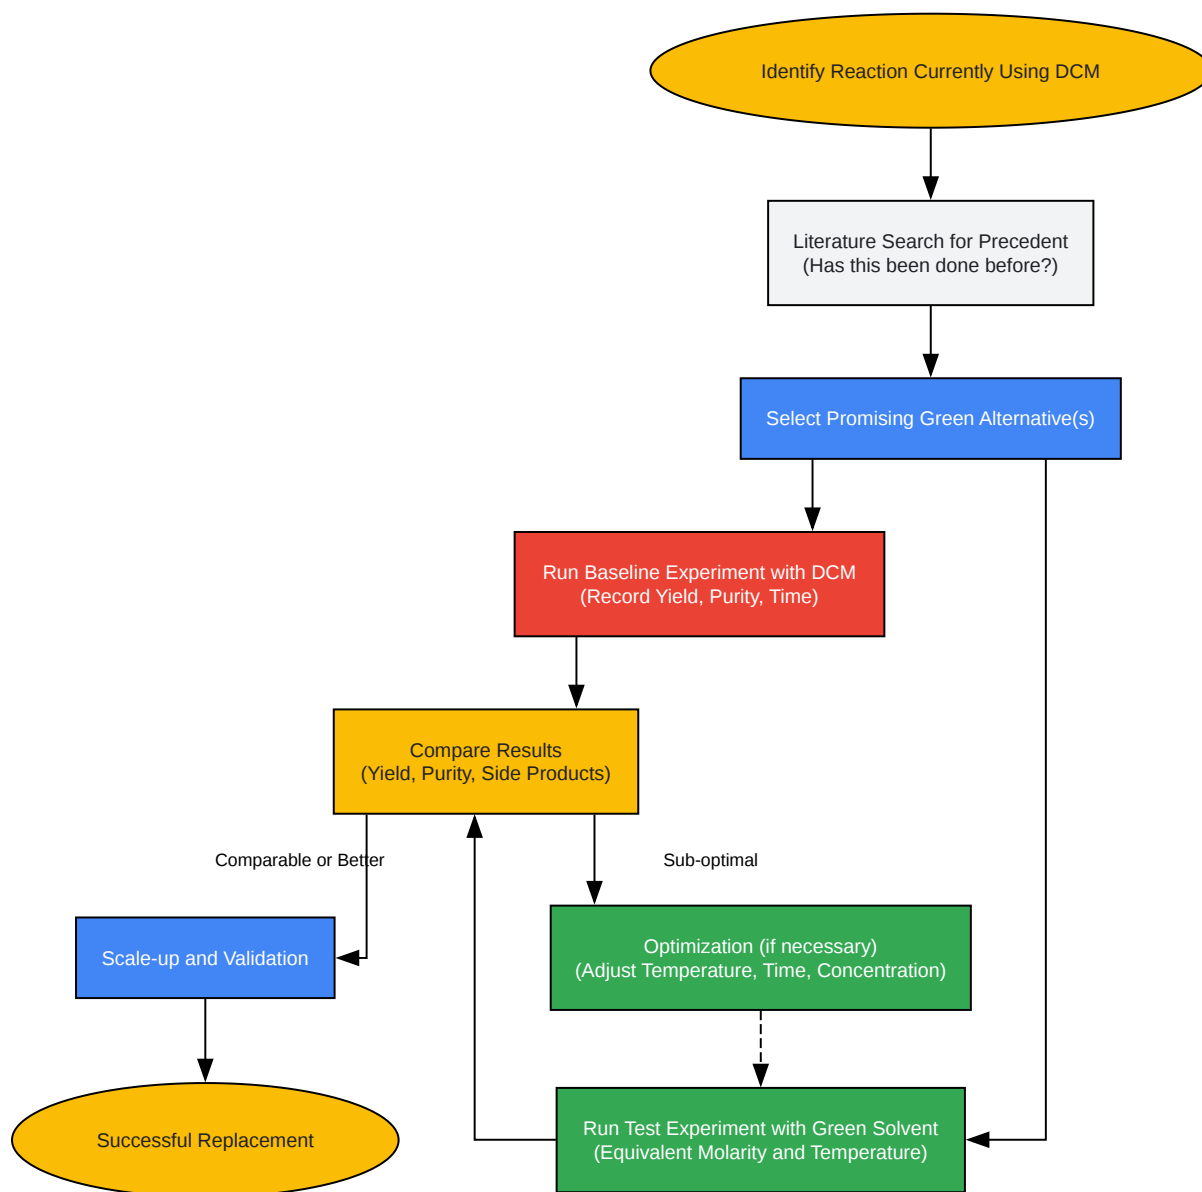 Identify Reaction Currently Using DCM
Literature Search for Precedent
(Has this been done before?)
Select Promising Green Alternative(s)
Run Baseline Experiment with DCM
(Record Yield, Purity, Time)
Compare Results
(Yield, Purity, Side Products)
Comparable or Better
Sub-optimal
Scale-up and Validation
Optimization (if necessary)
(Adjust Temperature, Time, Concentration)
Successful Replacement
Run Test Experiment with Green Solvent
(Equivalent Molarity and Temperature)